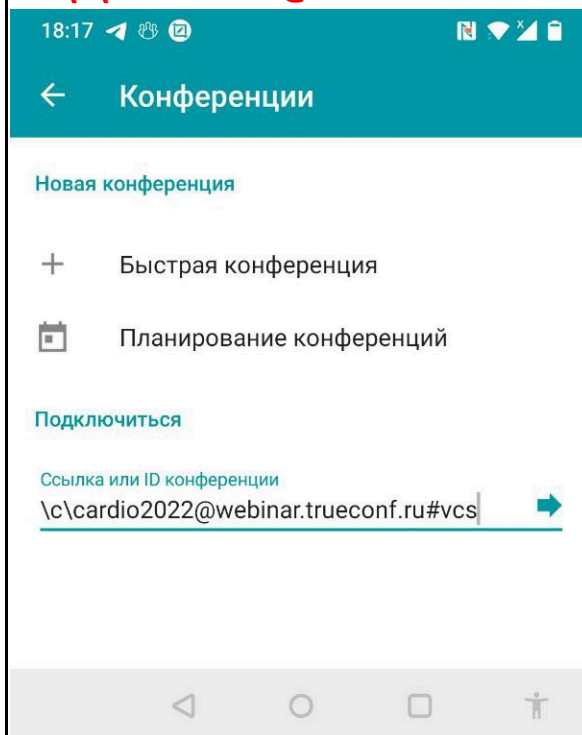 18:17
Конференции
Новая конференция
Быстрая конференция
Планирование конференций
Подключиться
Ссылка или ID конференции
\c\cardio2022@webinar.trueconf.ru#vcs